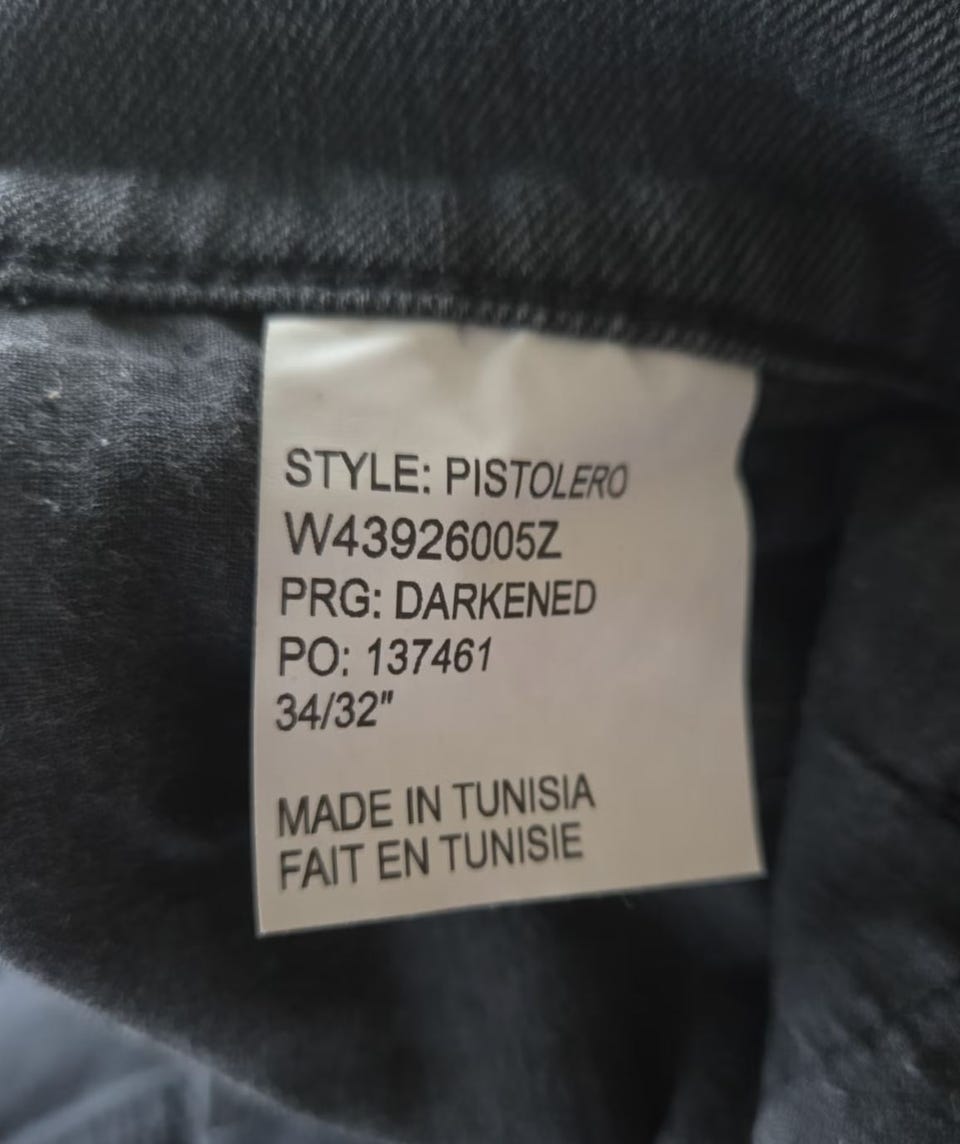 STYLE: PISTOLERO
W43926005Z
PRG: DARKENED
PO: 137461
34/32"
MADE IN TUNISIA
FAIT EN TUNISIE